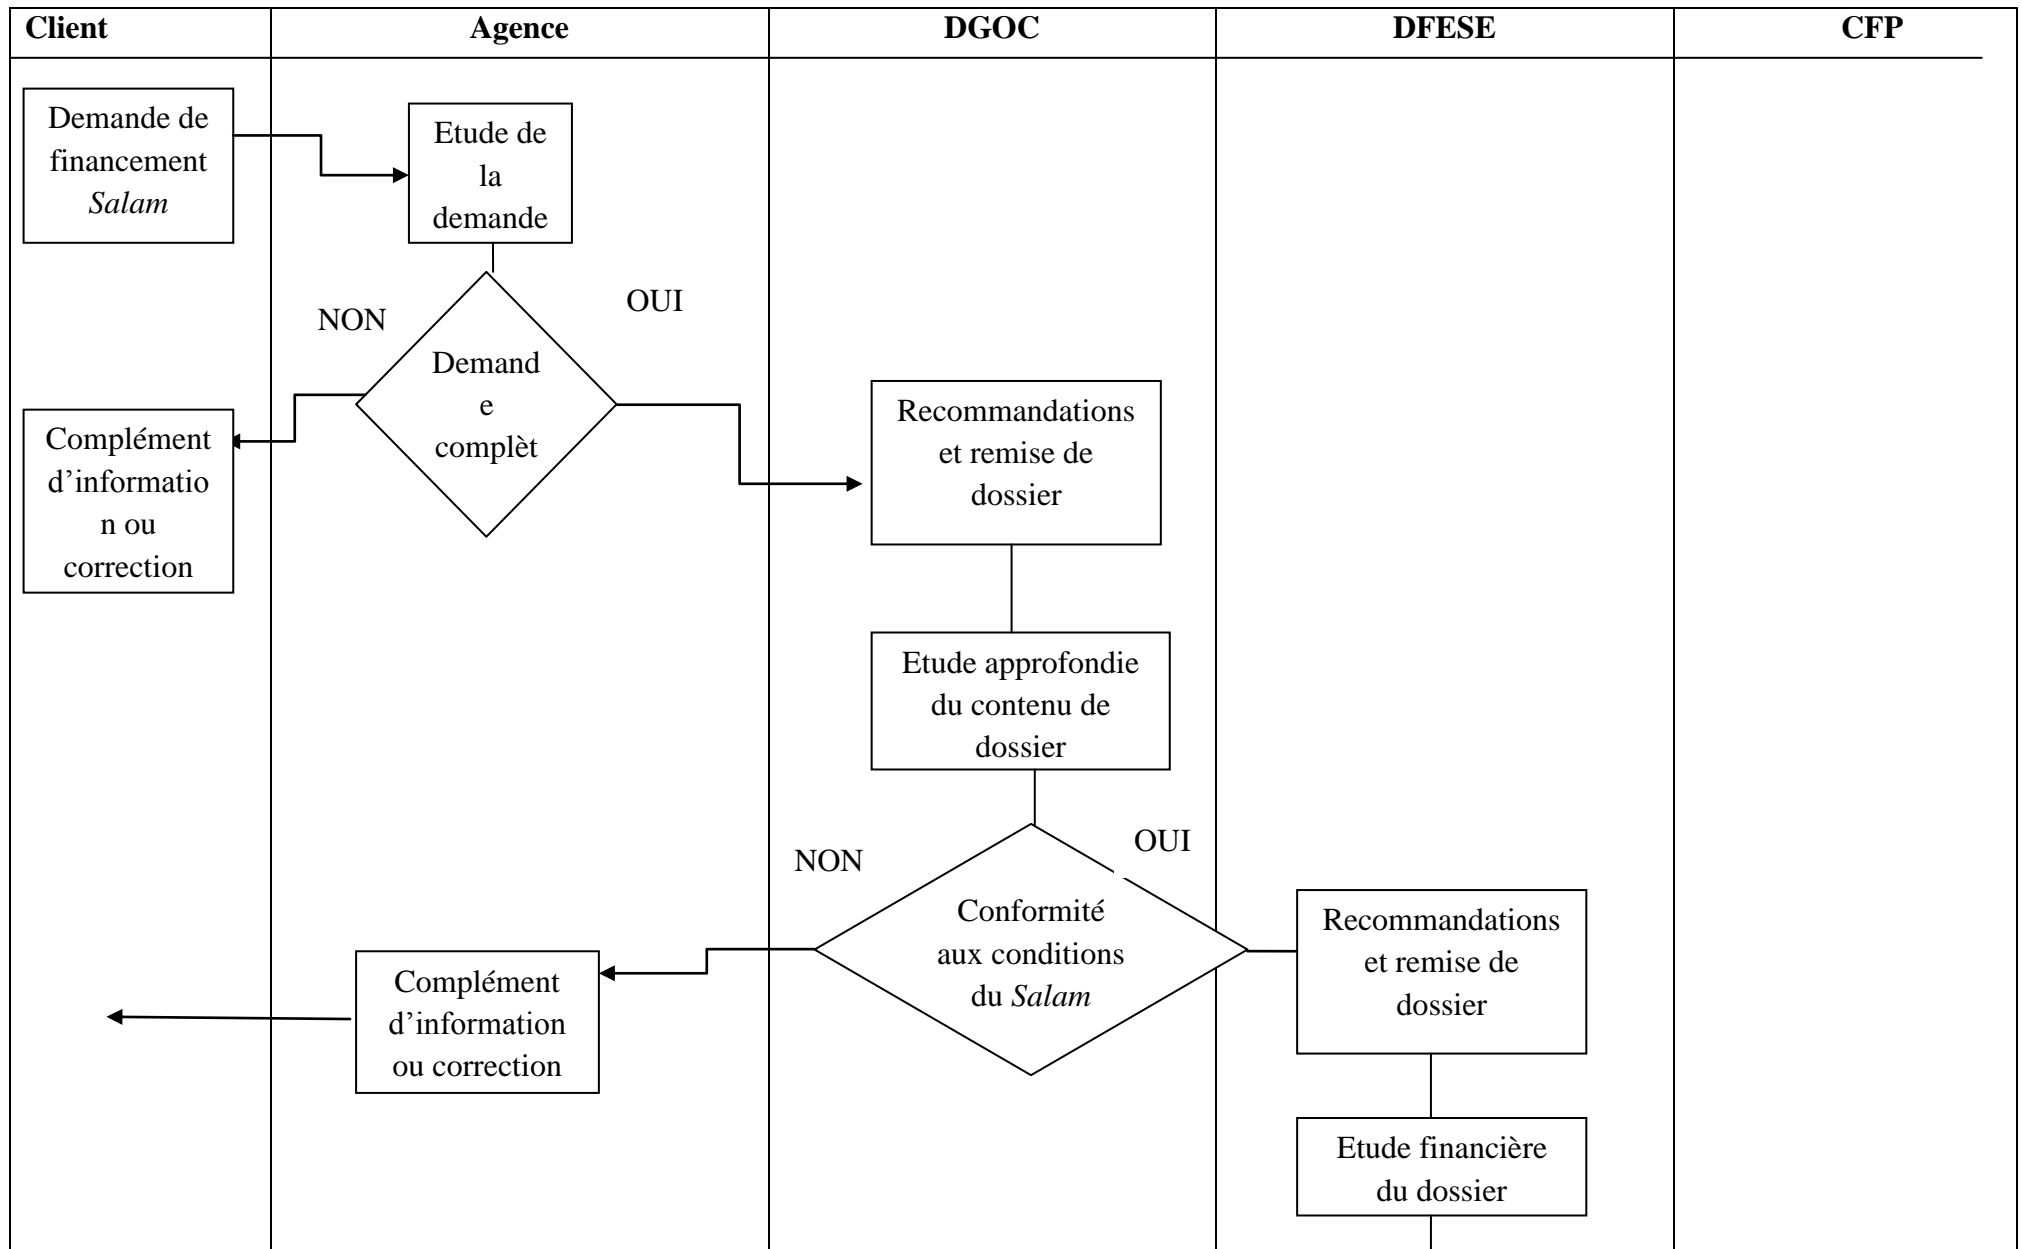 Client
Agence
DGOC
DFESE
CFP
Demande de
financement
Salam
Etude de
la
demande
NON
OUI
Demand
e
complèt
Complément
d’informatio
n ou
correction
Recommandations
et remise de
dossier
Etude approfondie
du contenu de
dossier
NON
OUI
Conformité
aux conditions
du Salam
Complément
d’information
ou correction
Recommandations
et remise de
dossier
Etude financière
du dossier